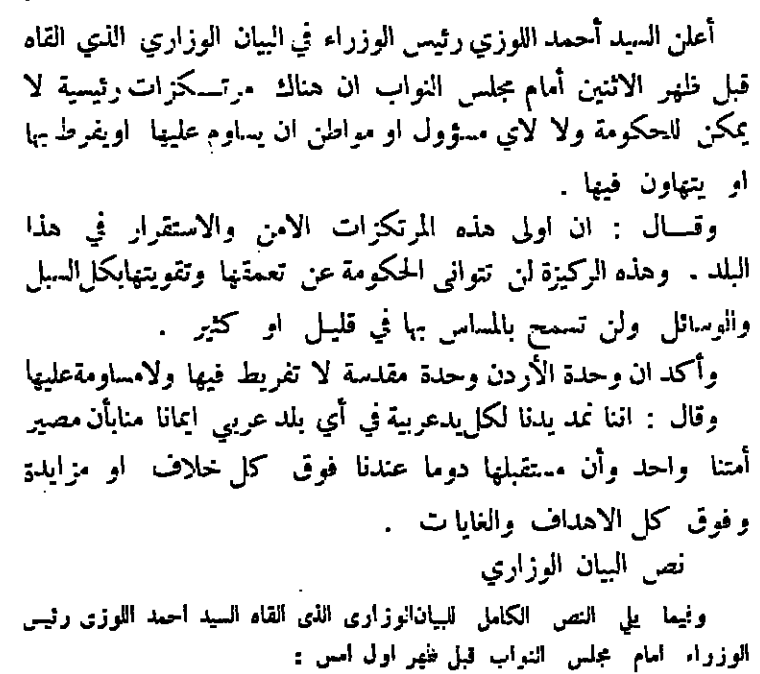 أعلن السيد أحمد اللوزي رئيس الوزراء في البيان الوزاري الذي القاه
قبل ظهر الاثنين أمام مجلس النواب ان هناك مرتــكزات رئيسية لا
يمكن للحكومة ولا لاي مسؤول او مواطن ان يساوم عليها اويفرط بها
او يتهاون فيها .
وقــال : ان اولى هذه المرتكزات الامن والاستقرار في هذا
البلد . وهذه الركيزة لن تتوانى الحكومة عن تعمقها وتقويتهابكل السبل
والوسائل ولن تسمح بالمساس بها في قليل او كثير .
وأكد ان وحدة الأردن وحدة مقدسة لا تفريط فيها ولامساومةعليها
وقال : اننا نمد يدنا لكل يدعربية في أي بلد عربي ايمانا منابأن مصير
أمتنا واحد وأن مستقبلها دوما عندنا فوق كل خلاف او مزايدة
وفوق كل الاهداف والغايات .
نص البيان الوزاري
وفيما يلي النص الكامل للبيانالوزارى الذى القاه السيد احمد اللوزى رئيس
الوزراء امام مجلس النواب قبل ظهر اول امس :